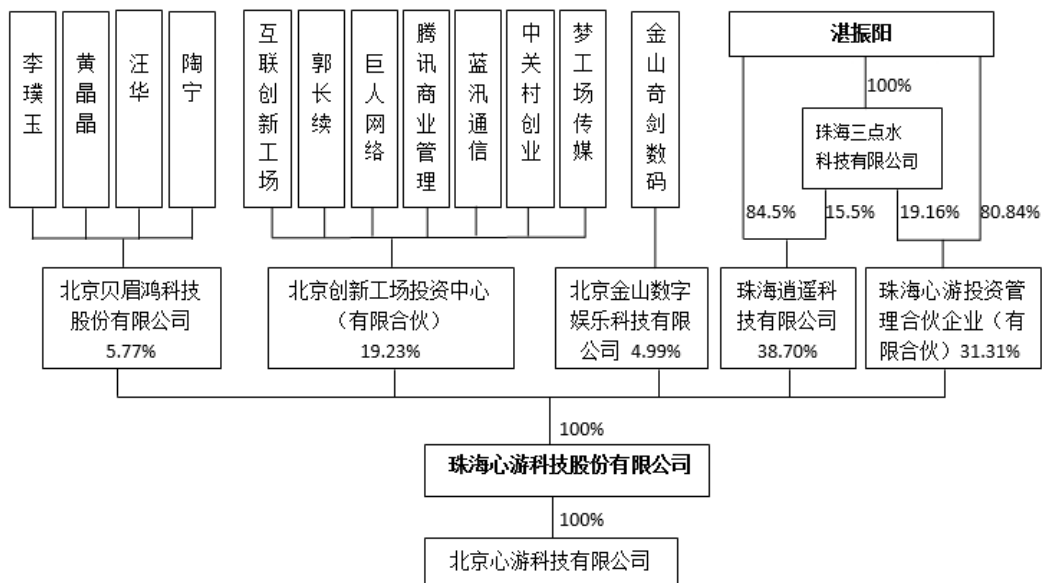 李璞玉
黄晶晶
汪华
陶宁
互联创新工场
郭长续
巨人网络
腾讯商业管理
蓝汛通信
中关村创业
梦工场传媒
金山奇剑数码
湛振阳
100%
珠海三点水
科技有限公司
84.5%
15.5%
19.16%
80.84%
北京贝眉鸿科技
股份有限公司
5.77%
北京创新工场投资中心
（有限合伙）
19.23%
北京金山数字
娱乐科技有限
公司 4.99%
珠海逍遥科
技有限公司
38.70%
珠海心游投资管
理合伙企业（有
限合伙）31.31%
100%
珠海心游科技股份有限公司
100%
北京心游科技有限公司